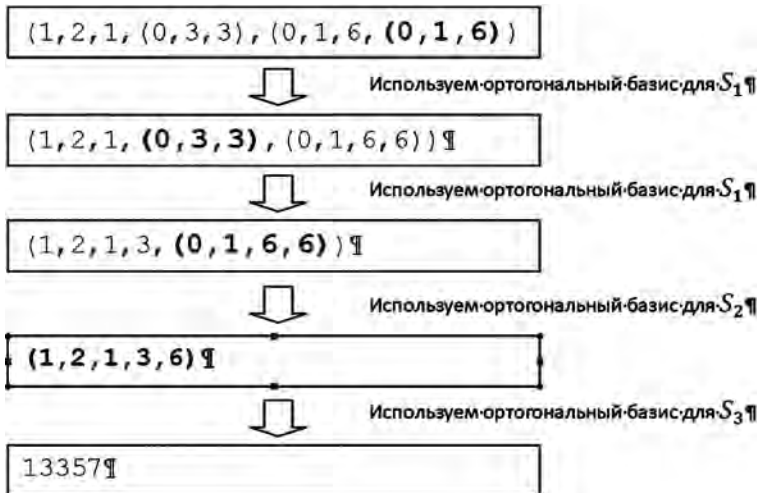 (1,2,1,(0,3,3),(0,1,6,(0,1,6))
Используем·ортогональный·базис·для·S₁¶
(1,2,1,(0,3,3),(0,1,6,6))¶
Используем·ортогональный·базис·для·S₁¶
(1,2,1,3,(0,1,6,6))¶
Используем·ортогональный·базис·для·S₂¶
(1,2,1,3,6)¶
Используем·ортогональный·базис·для·S₃¶
13357¶